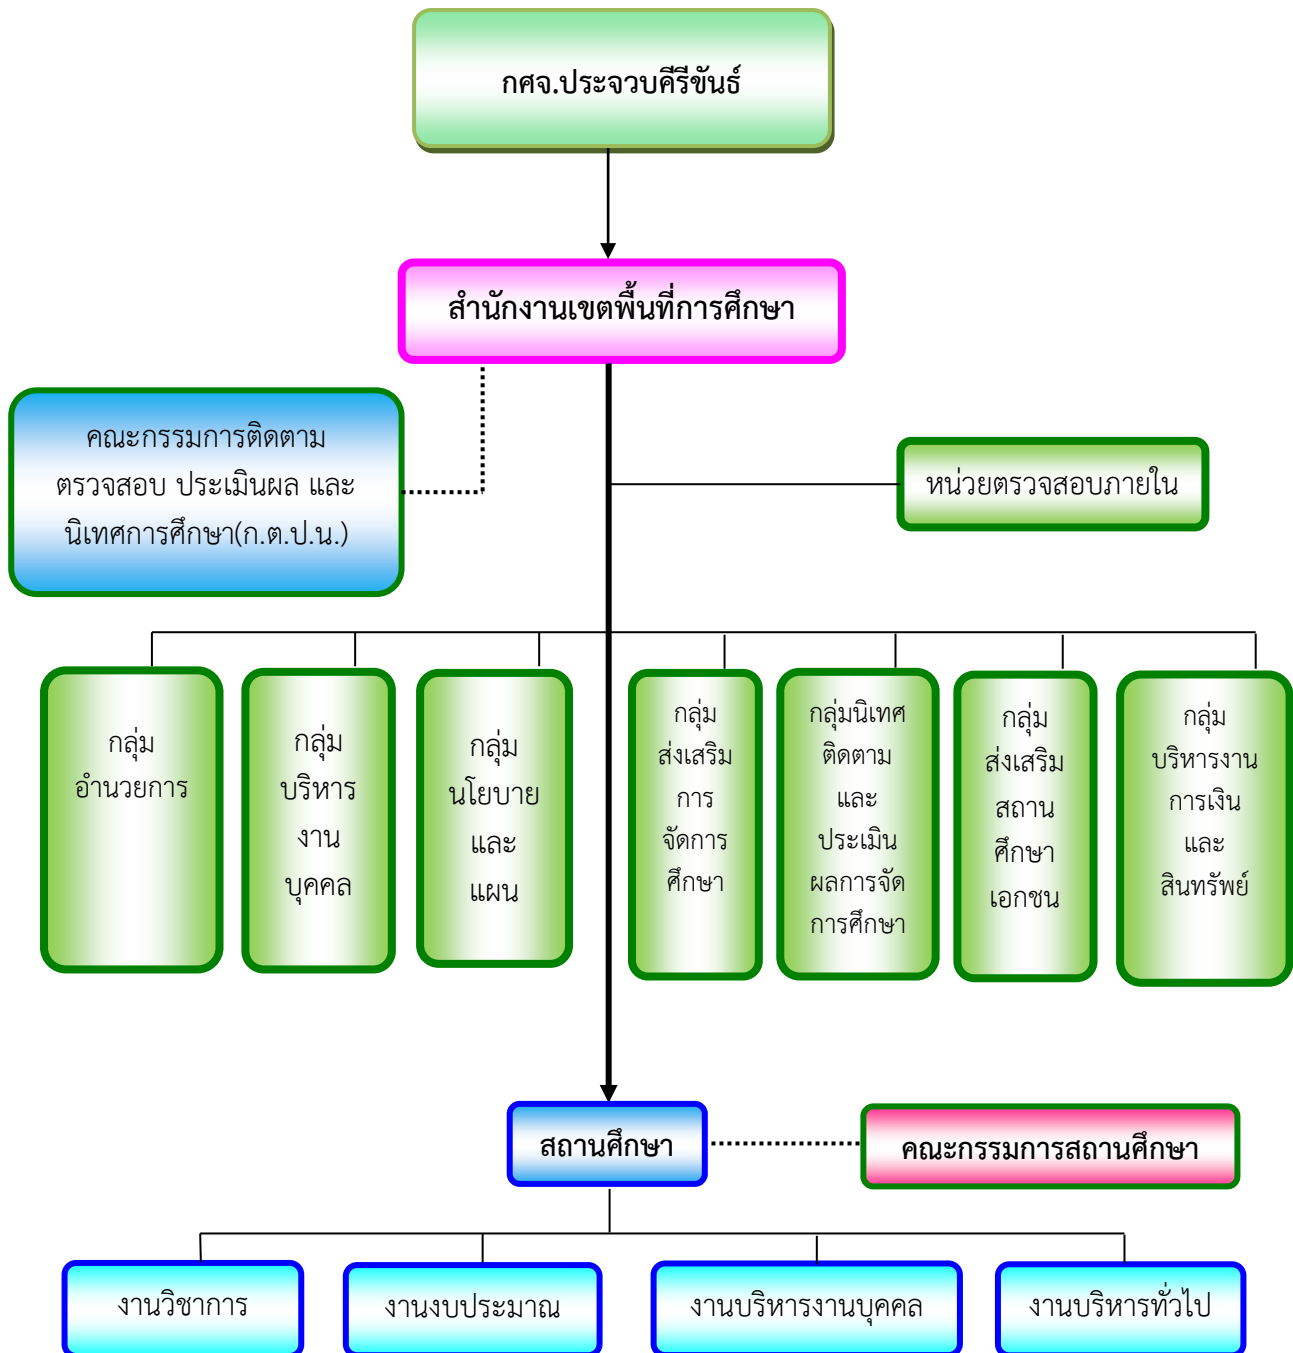 กศจ.ประจวบคีรีขันธ์
สำนักงานเขตพื้นที่การศึกษา
คณะกรรมการติดตาม
ตรวจสอบ ประเมินผล และ
นิเทศการศึกษา(ก.ต.ป.น.)
หน่วยตรวจสอบภายใน
กลุ่ม
อำนวยการ
กลุ่ม
บริหาร
งาน
บุคคล
กลุ่ม
นโยบาย
และ
แผน
กลุ่ม
ส่งเสริม
การ
จัดการ
ศึกษา
กลุ่มนิเทศ
ติดตาม
และ
ประเมิน
ผลการจัด
การศึกษา
กลุ่ม
ส่งเสริม
สถาน
ศึกษา
เอกชน
กลุ่ม
บริหารงาน
การเงิน
และ
สินทรัพย์
สถานศึกษา
คณะกรรมการสถานศึกษา
งานวิชาการ
งานงบประมาณ
งานบริหารงานบุคคล
งานบริหารทั่วไป